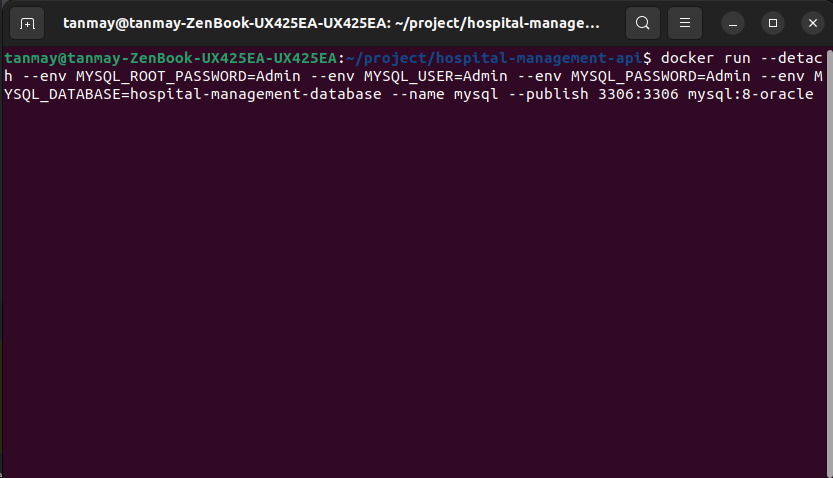 tanmay@tanmay-ZenBook-UX425EA-UX425EA: ~/project/hospital-manage...
tanmay@tanmay-ZenBook-UX425EA-UX425EA:~/project/hospital-management-api$ docker run --detac
h --env MYSQL_ROOT_PASSWORD=Admin --env MYSQL_USER=Admin --env MYSQL_PASSWORD=Admin --env M
YSQL_DATABASE=hospital-management-database --name mysql --publish 3306:3306 mysql:8-oracle